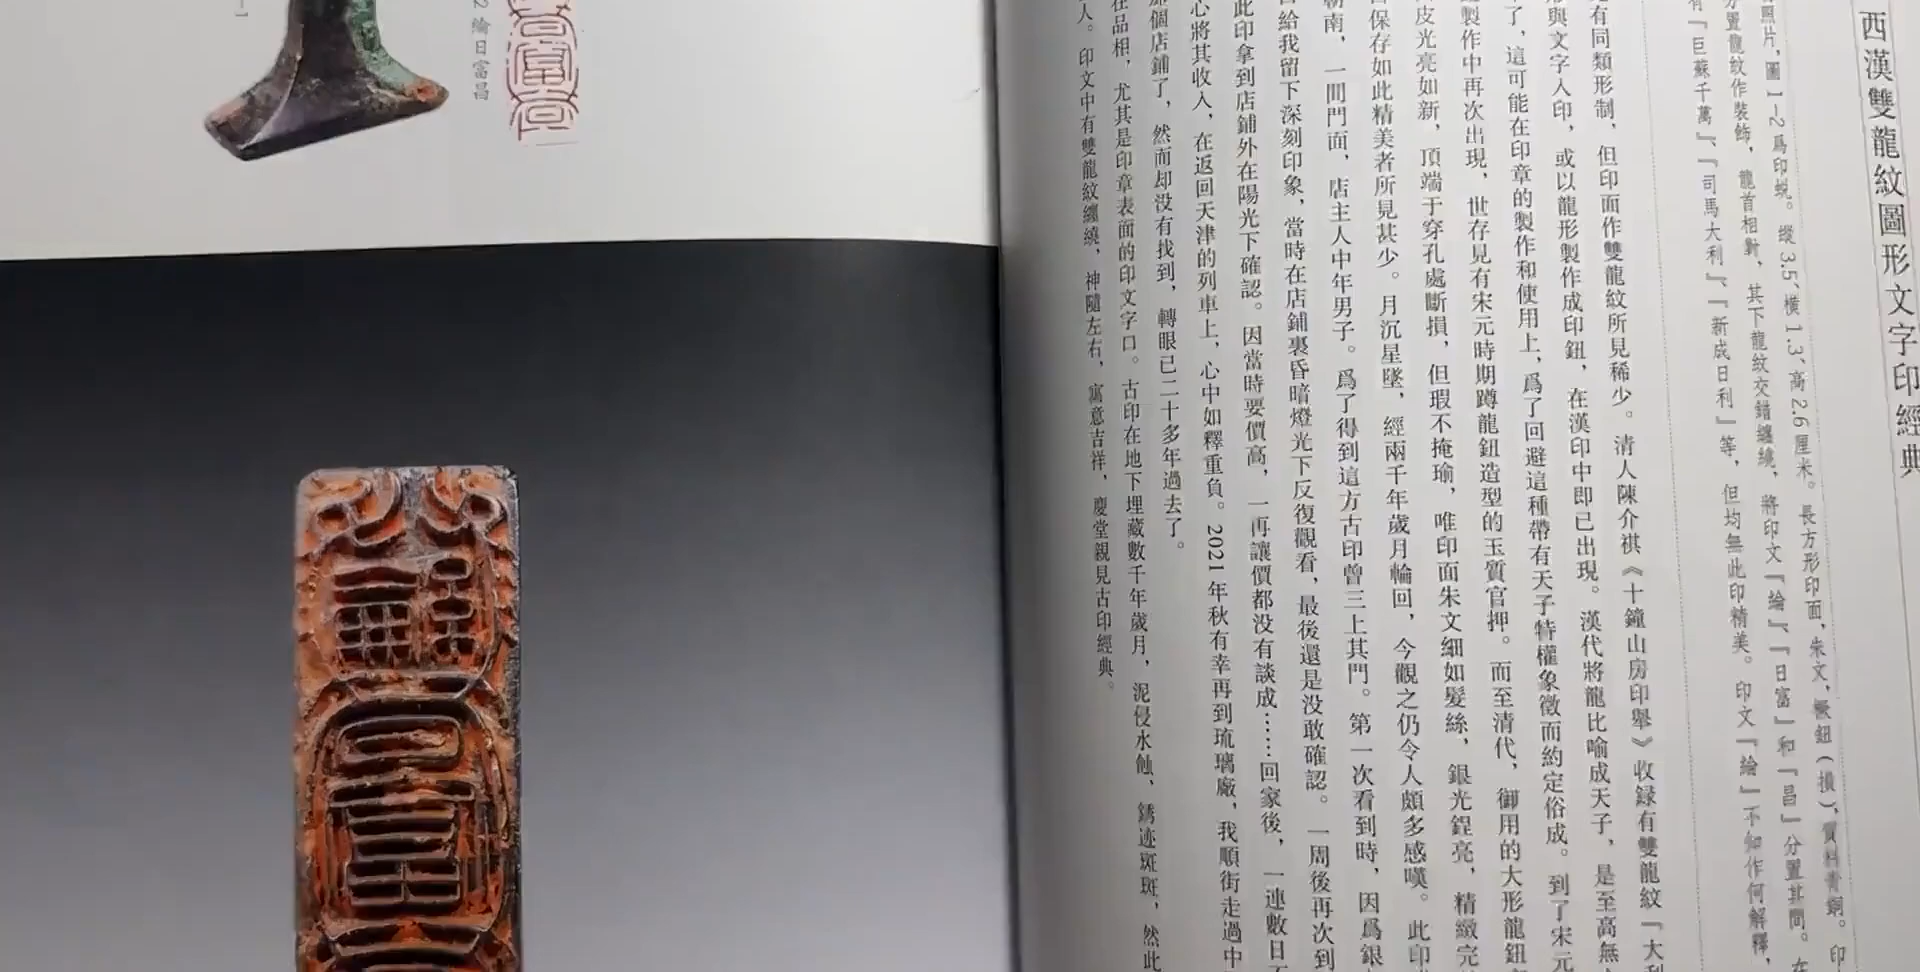 西漢雙龍紋圖形文字印經典
照片，圖1-2爲印蜕。縱3.5、橫1.3、高2.6厘米。長方形印面，朱文，橛鈕（損），質料青銅。印
分置龍紋作裝飾，龍首相對，其下龍紋交錯纏繞，將印文『綸』、『日富』和『昌』分置其間。在
有『巨蘇千萬』、『司馬大利』、『新成日利』等，但均無此印精美。印文『綸』不知作何解釋，
有同類形制，但印面作雙龍紋所見稀少。清人陳介祺《十鐘山房印舉》收録有雙龍紋『大利
形與文字人印，或以龍形製作成印鈕，在漢印中即已出現。漢代將龍比喻成天子，是至高無
了，這可能在印章的製作和使用上，爲了回避這種帶有天子特權象徵而約定俗成。到了宋元
製作中再次出現，世存見有宋元時期蹲龍鈕造型的玉質官押。而至清代，御用的大形龍鈕
皮光亮如新，頂端于穿孔處斷損，但瑕不掩瑜，唯印面朱文細如髮絲，銀光鋥亮，精緻完
保存如此精美者所見甚少。月沉星墜，經兩千年歲月輪回，今觀之仍令人頗多感嘆。此印
朝南，一間門面，店主人中年男子。爲了得到這方古印曾三上其門。第一次看到時，因爲銀
給我留下深刻印象，當時在店鋪裏昏暗燈光下反復觀看，最後還是没敢確認。一周後再次到
此印拿到店鋪外在陽光下確認。因當時要價高，一再讓價都没有談成……回家後，一連數日
心將其收入，在返回天津的列車上，心中如釋重負。2021年秋有幸再到琉璃廠，我順街走過中
那個店鋪了，然而却没有找到，轉眼已二十多年過去了。
在品相，尤其是印章表面的印文字口。古印在地下埋藏數千年歲月，泥侵水蝕，銹迹斑斑，然此
人。印文中有雙龍紋纏繞，神隨左右，寓意吉祥，慶堂親見古印經典。
2 綸日富昌